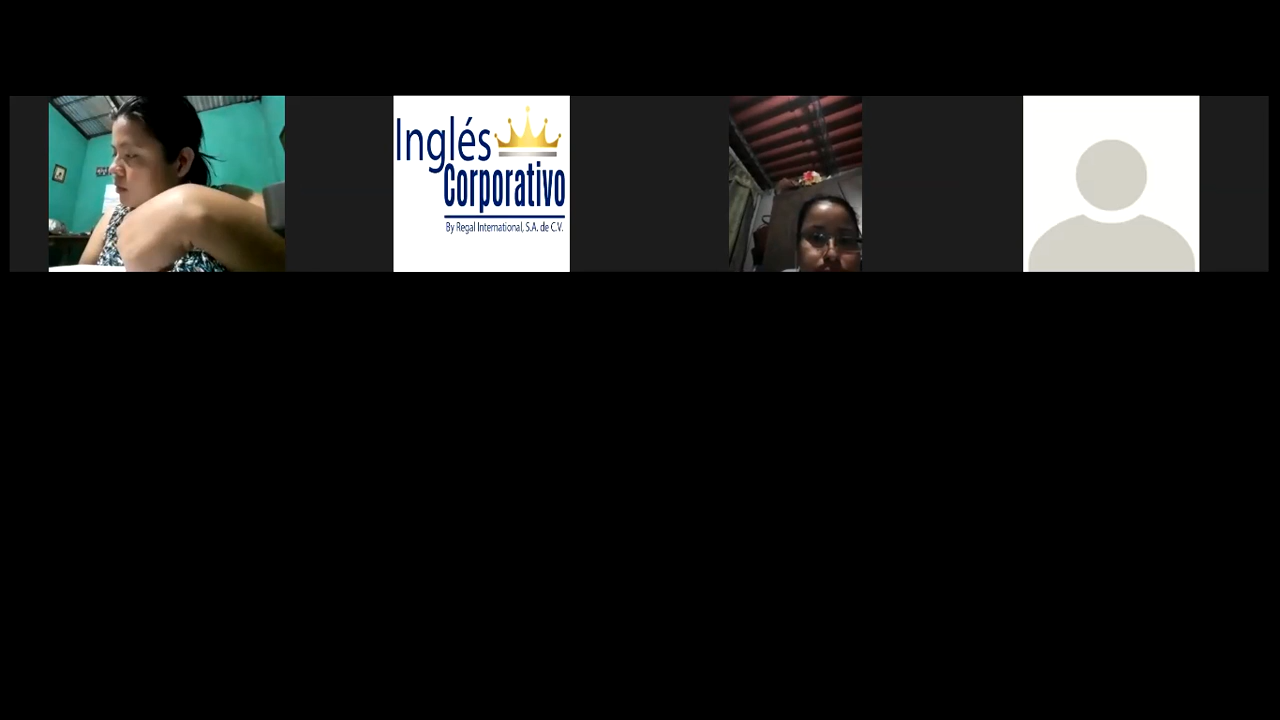 Inglés
Corporativo
By Regal International, S.A. de C.V.